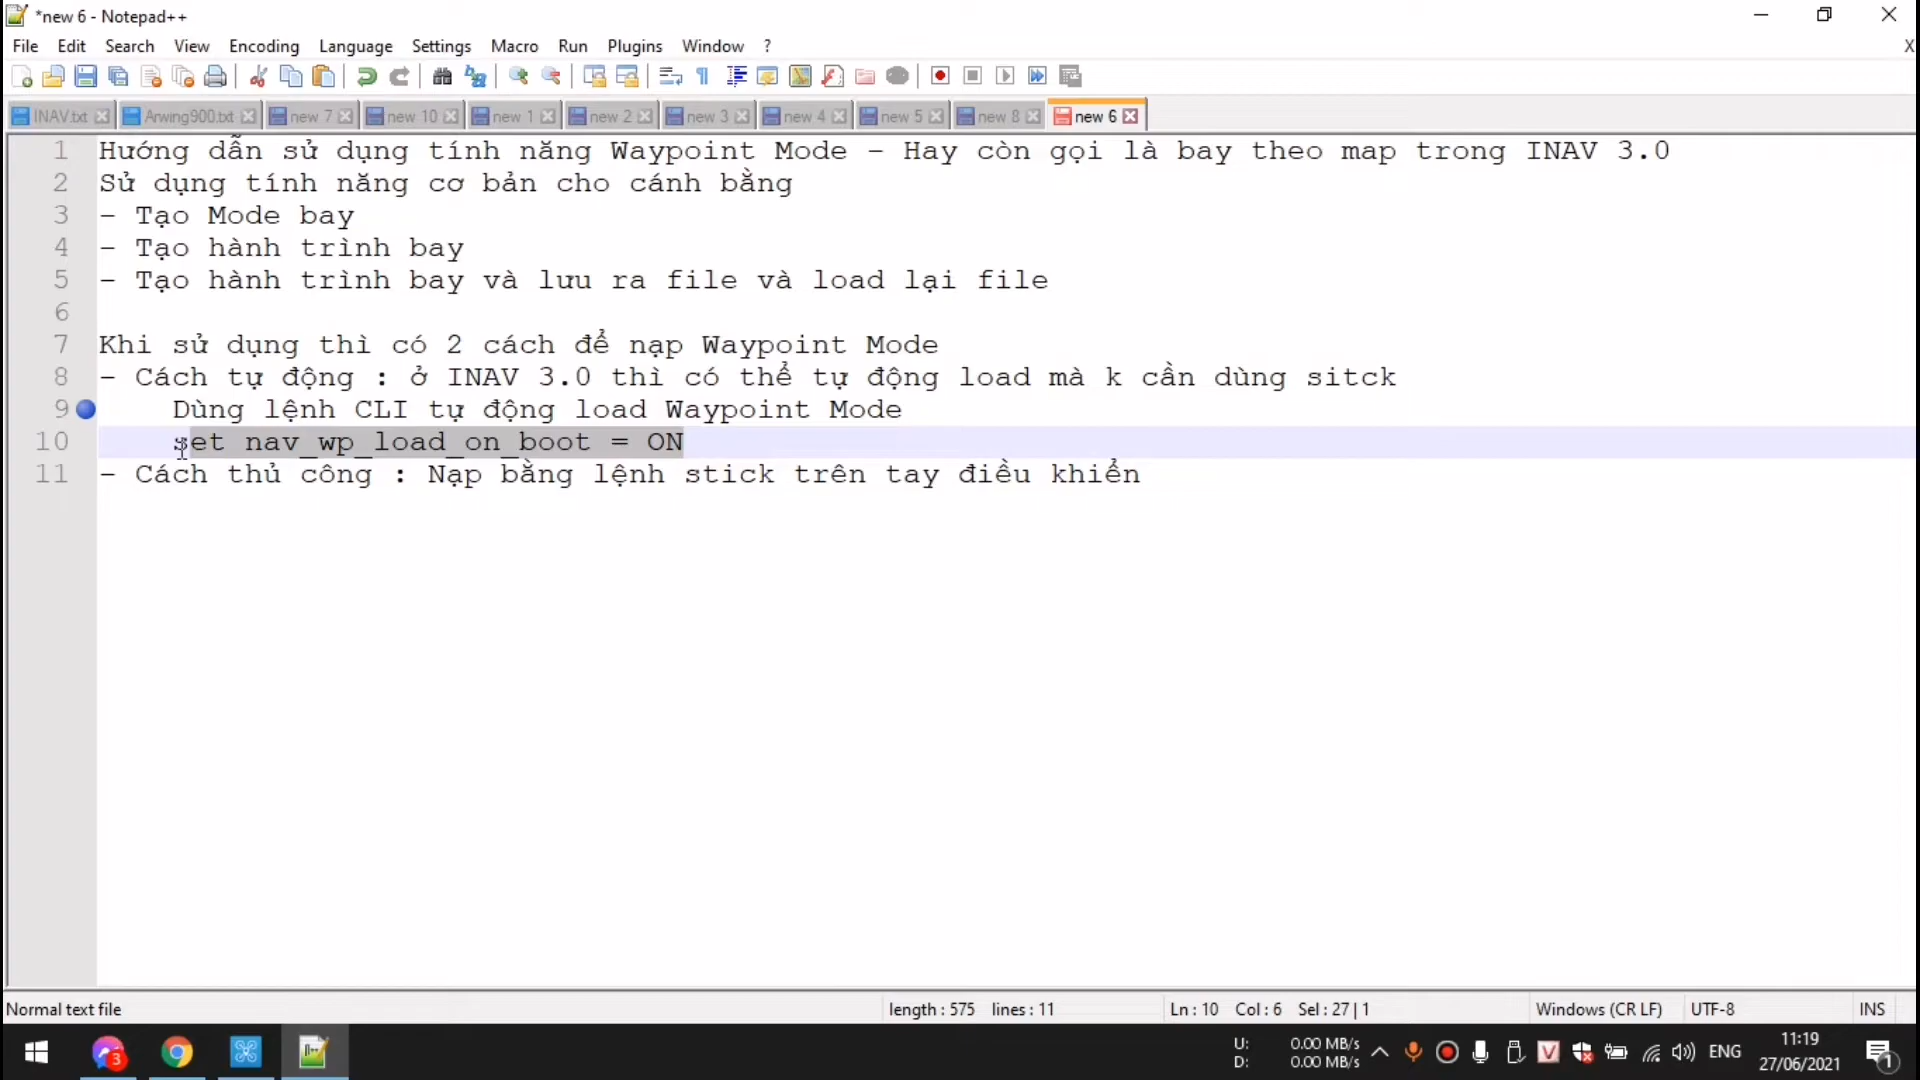 *new 6 - Notepad++
File Edit Search View Encoding Language Settings Macro Run Plugins Window ? X
INAV.txt Arwing900.txt new 7 new 10 new 1 new 2 new 3 new 4 new 5 new 8 new 6
1 Hướng dẫn sử dụng tính năng Waypoint Mode - Hay còn gọi là bay theo map trong INAV 3.0
2 Sử dụng tính năng cơ bản cho cánh bằng
3 - Tạo Mode bay
4 - Tạo hành trình bay
5 - Tạo hành trình bay và lưu ra file và load lại file
6
7 Khi sử dụng thì có 2 cách để nạp Waypoint Mode
8 - Cách tự động : ở INAV 3.0 thì có thể tự động load mà k cần dùng sitck
9 Dùng lệnh CLI tự động load Waypoint Mode
10 set nav_wp_load_on_boot = ON
11 - Cách thủ công : Nạp bằng lệnh stick trên tay điều khiển
Normal text file length : 575 lines : 11 Ln : 10 Col : 6 Sel : 27 | 1 Windows (CR LF) UTF-8 INS
U: 0.00 MB/s
D: 0.00 MB/s
3 V ENG
11:19
27/06/2021
1